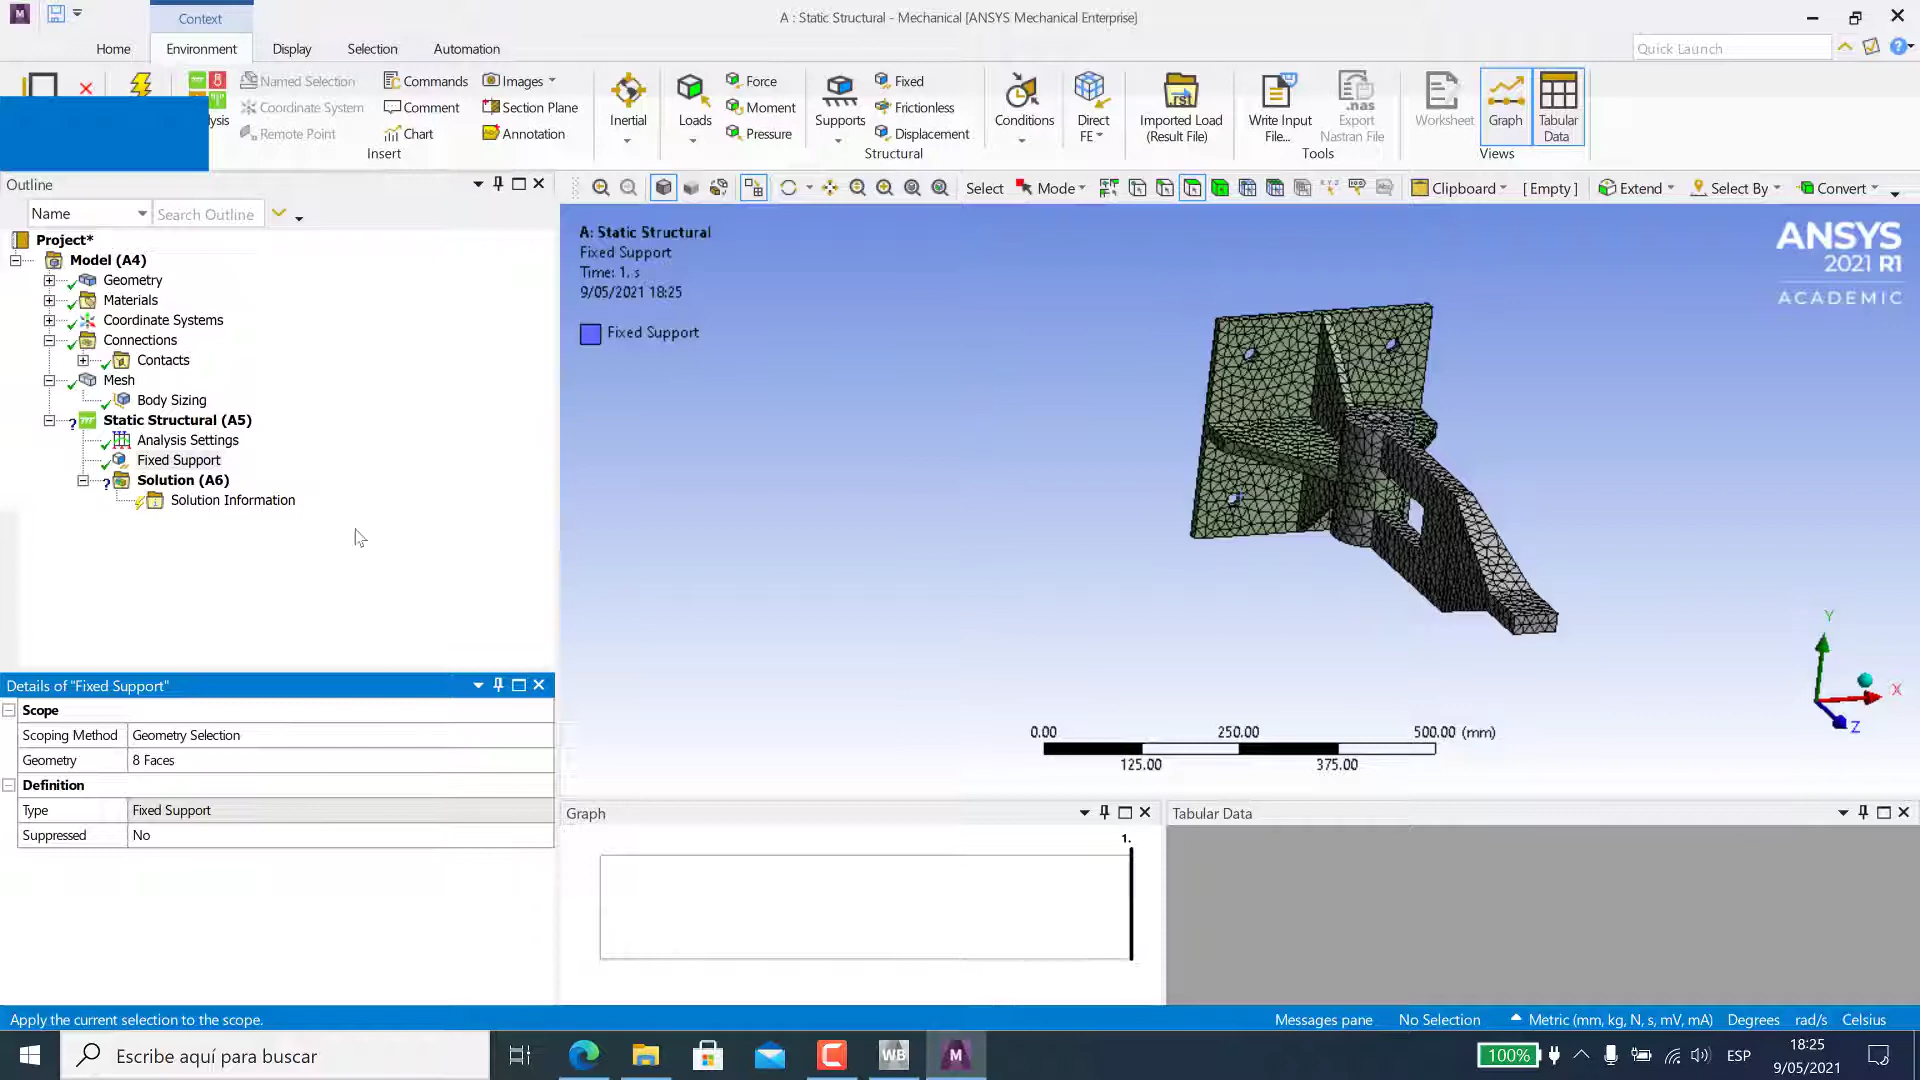 A : Static Structural - Mechanical [ANSYS Mechanical Enterprise]
Context
Home Environment Display Selection Automation
Quick Launch
Named Selection Commands Images
Coordinate System Comment Section Plane
Remote Point Chart Annotation
Insert
Inertial
Loads
Force
Moment
Pressure
Supports
Fixed
Frictionless
Displacement
Structural
Conditions
Direct
FE
Imported Load
(Result File)
Write Input
File...
Export
Nastran File
Tools
Worksheet Graph Tabular
Data
Views
Outline
Name Search Outline
Project*
Model (A4)
Geometry
Materials
Coordinate Systems
Connections
Contacts
Mesh
Body Sizing
Static Structural (A5)
Analysis Settings
Fixed Support
Solution (A6)
Solution Information
Select Mode Clipboard [ Empty ] Extend Select By Convert
A: Static Structural
Fixed Support
Time: 1, s
9/05/2021 18:25
Fixed Support
ANSYS
2021 R1
ACADEMIC
Y
X
Z
0.00 250.00 500.00 (mm)
125.00 375.00
Details of "Fixed Support"
Scope
Scoping Method Geometry Selection
Geometry 8 Faces
Definition
Type Fixed Support
Suppressed No
Graph
1.
Tabular Data
Apply the current selection to the scope.
Messages pane No Selection Metric (mm, kg, N, s, mV, mA) Degrees rad/s Celsius
Escribe aquí para buscar
WB
M
100%
ESP
18:25
9/05/2021